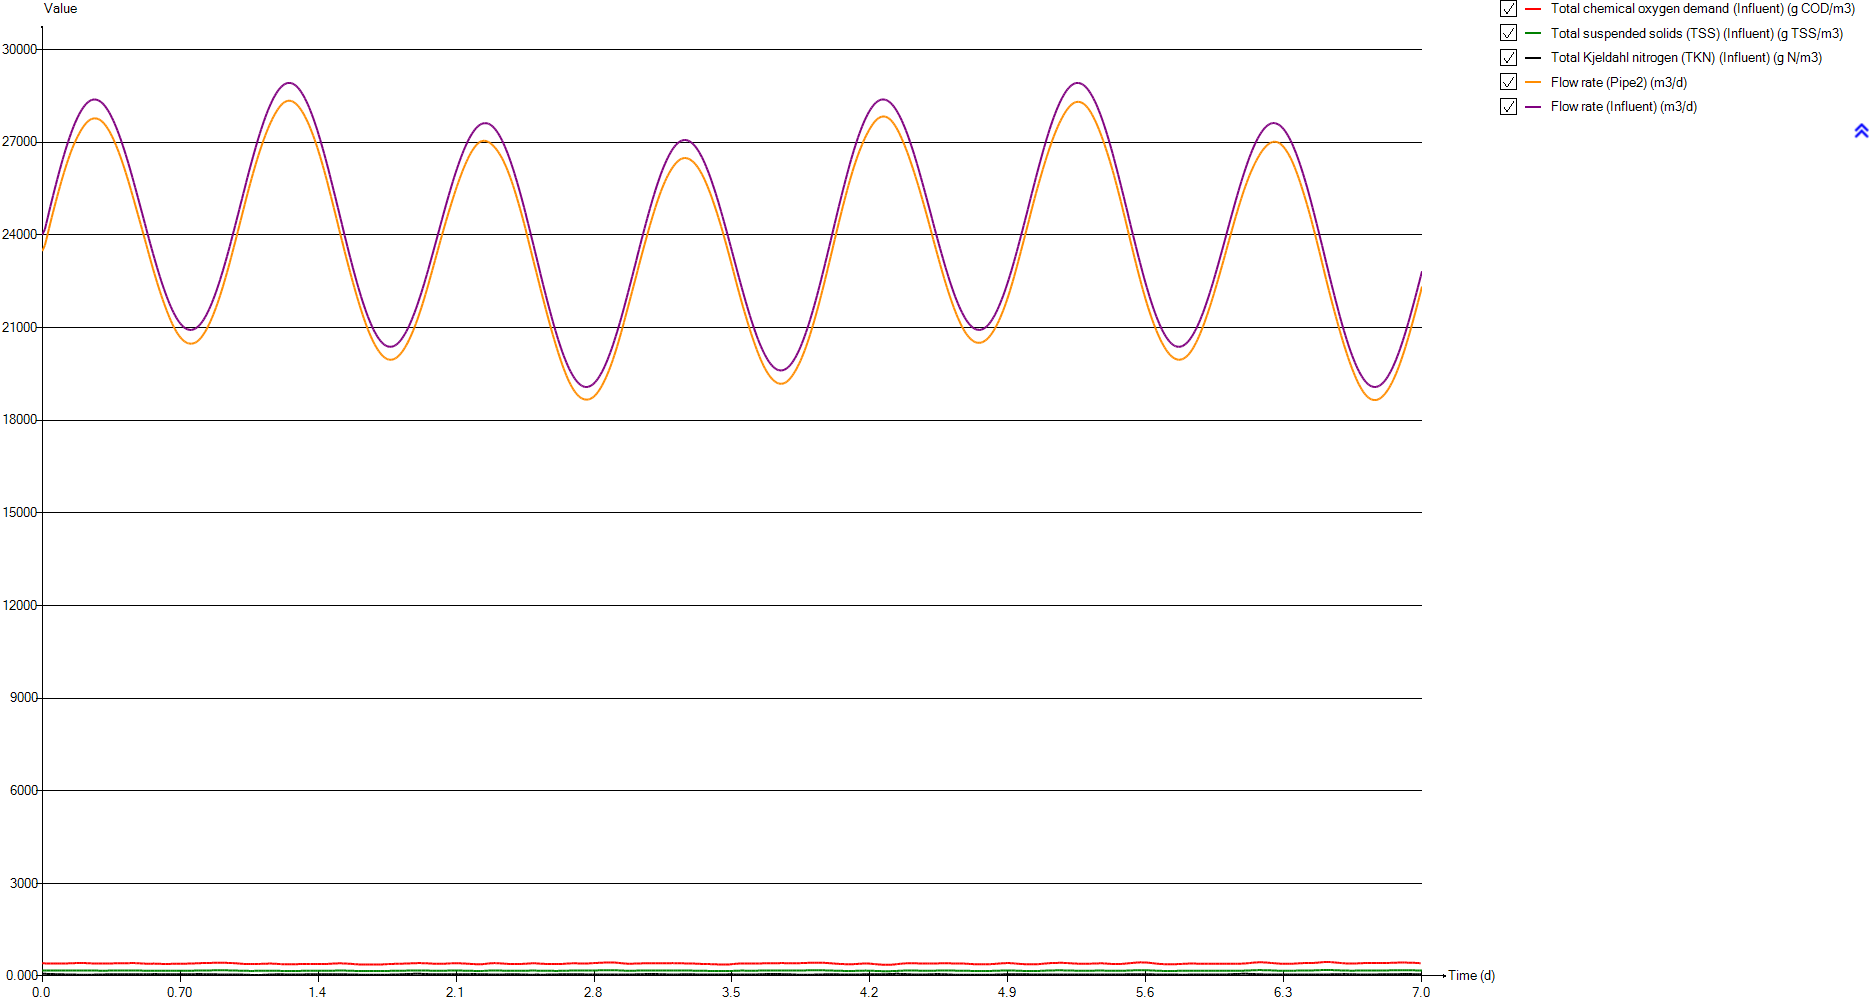 Value
Total chemical oxygen demand (Influent) (g COD/m3)
Total suspended solids (TSS) (Influent) (g TSS/m3)
Total Kjeldahl nitrogen (TKN) (Influent) (g N/m3)
Flow rate (Pipe2) (m3/d)
Flow rate (Influent) (m3/d)
30000
27000
24000
21000
18000
15000
12000
9000
6000
3000
0.000
Time (d)
0.0 0.70 1.4 2.1 2.8 3.5 4.2 4.9 5.6 6.3 7.0